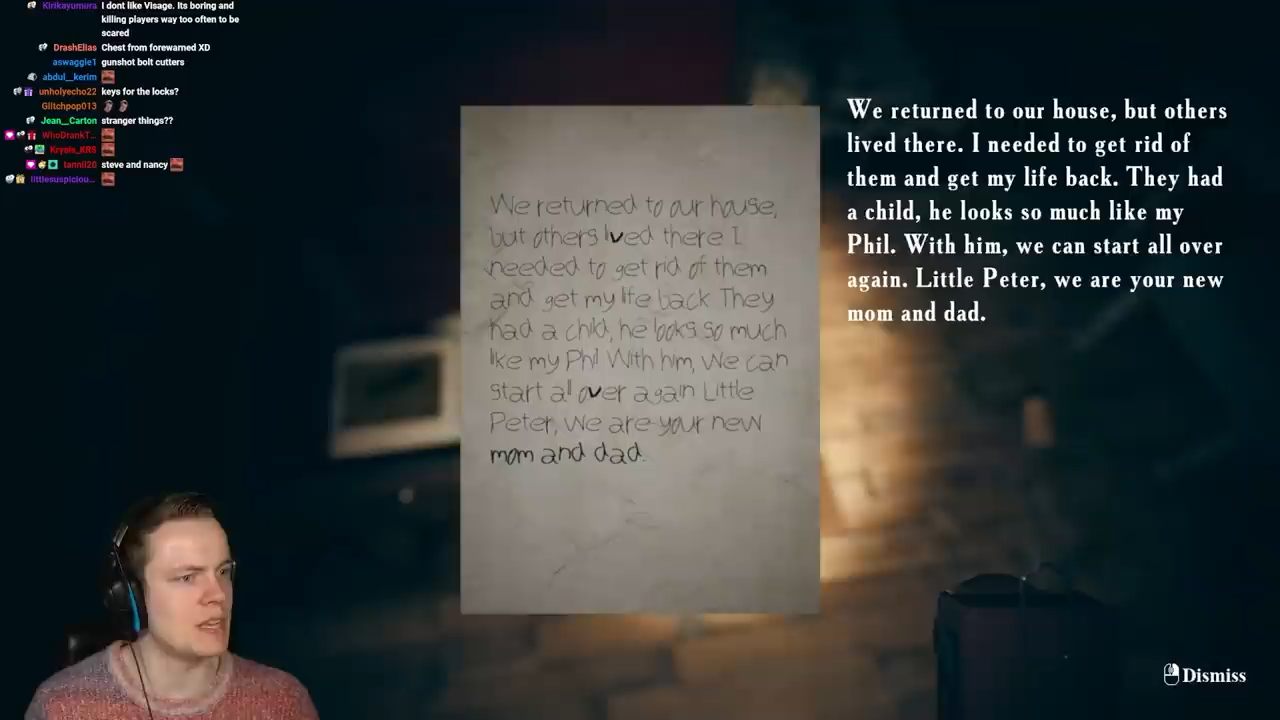 Kirikayumura I dont like Visage. Its boring and
killing players way too often to be
scared
DrashElias Chest from forewarned XD
aswaggie1 gunshot bolt cutters
abdul__kerim
unholyecho22 keys for the locks?
Glitchpop013
Jean__Carton stranger things??
WhoDrankT...
Krysis_KR6
tannii20 steve and nancy
littlesuspiciou...
We returned to our house,
but others lived there I
needed to get rid of them
and get my life back They
had a child, he looks so much
like my Phil With him, we can
start all over again Little
Peter, we are your new
mom and dad.
We returned to our house, but others
lived there. I needed to get rid of
them and get my life back. They had
a child, he looks so much like my
Phil. With him, we can start all over
again. Little Peter, we are your new
mom and dad.
Dismiss